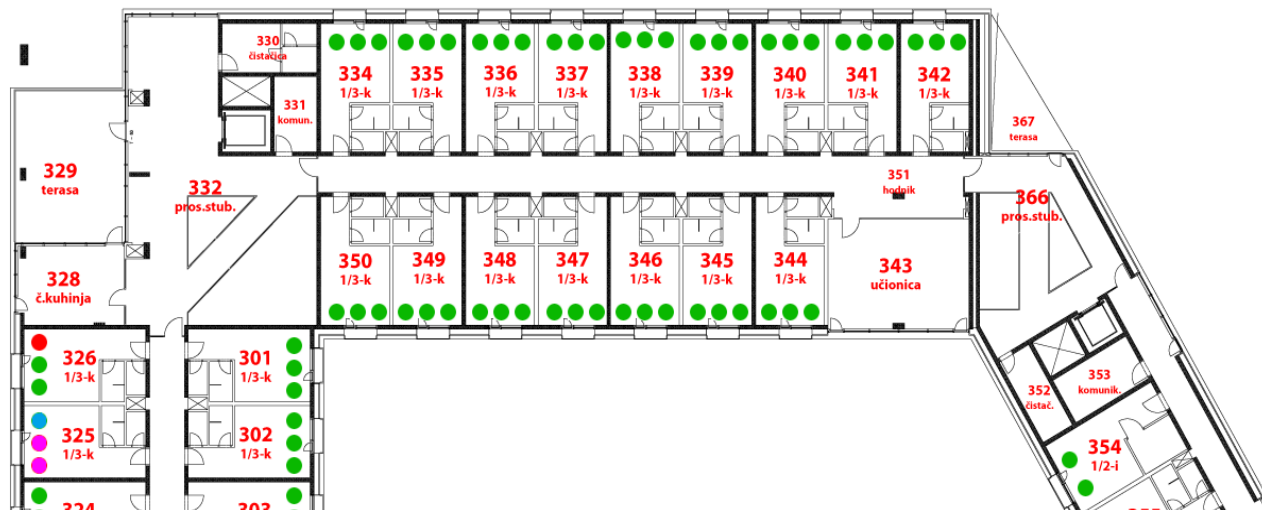 330
čistačica
334
1/3-k
335
1/3-k
336
1/3-k
337
1/3-k
338
1/3-k
339
1/3-k
340
1/3-k
341
1/3-k
342
1/3-k
331
komun.
367
terasa
329
terasa
332
pros.stub.
351
hodnik
366
pros.stub.
328
č.kuhinja
350
1/3-k
349
1/3-k
348
1/3-k
347
1/3-k
346
1/3-k
345
1/3-k
344
1/3-k
343
učionica
326
1/3-k
301
1/3-k
352
čistač.
353
komunik.
325
1/3-k
302
1/3-k
354
1/2-i
324
303